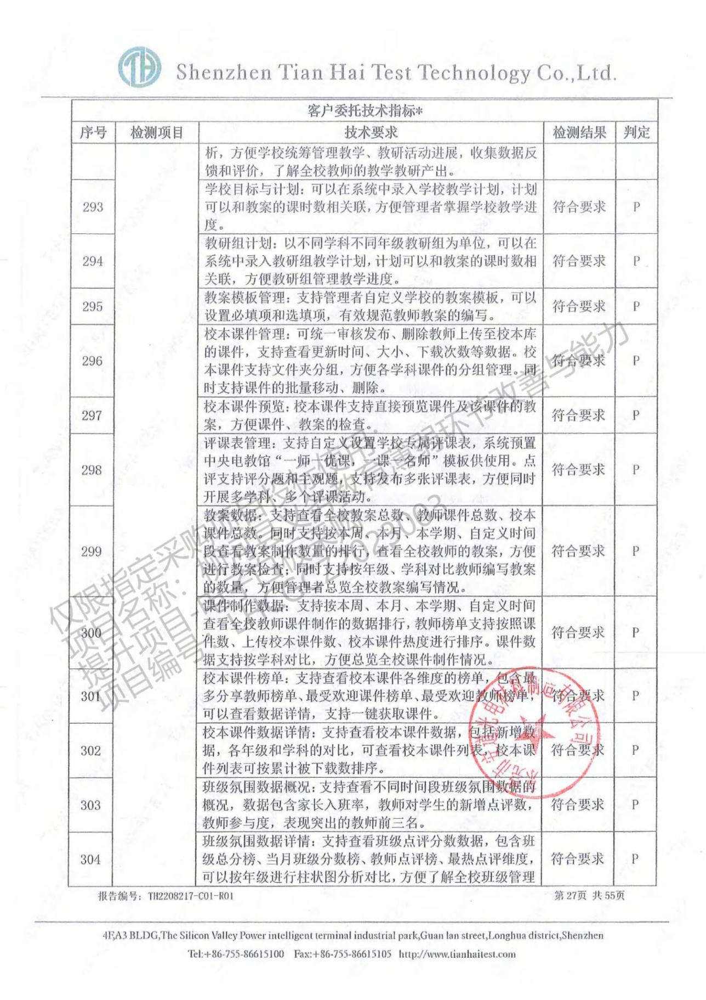 TH
Shenzhen Tian Hai Test Technology Co.,Ltd.
客户委托技术指标*
序号 检测项目 技术要求 检测结果 判定
析，方便学校统筹管理教学、教研活动进展，收集数据反
馈和评价，了解全校教师的教学教研产出。
293 学校目标与计划：可以在系统中录入学校教学计划，计划
可以和教案的课时数相关联，方便管理者掌握学校教学进
度。 符合要求 P
294 教研组计划：以不同学科不同年级教研组为单位，可以在
系统中录入教研组教学计划，计划可以和教案的课时数相
关联，方便教研组管理教学进度。 符合要求 P
295 教案模板管理：支持管理者自定义学校的教案模板，可以
设置必填项和选填项，有效规范教师教案的编写。 符合要求 P
296 校本课件管理：可统一审核发布、删除教师上传至校本库
的课件，支持查看更新时间、大小、下载次数等数据。校
本课件支持文件夹分组，方便各学科课件的分组管理。同
时支持课件的批量移动、删除。 符合要求 P
297 校本课件预览：校本课件支持直接预览课件及该课件的教
案，方便课件、教案的检查。 符合要求 P
298 评课表管理：支持自定义设置学校专属评课表，系统预置
中央电教馆“一师一优课，一课一名师”模板供使用。点
评支持评分题和主观题，支持发布多张评课表，方便同时
开展多学科、多个评课活动。 符合要求 P
299 教案数据：支持查看全校教案总数、教师课件总数、校本
课件总数。同时支持按本周、本月、本学期、自定义时间
段查看教案制作数量的排行，查看全校教师的教案，方便
进行教案检查；同时支持按年级、学科对比教师编写教案
的数量，方便管理者总览全校教案编写情况。 符合要求 P
300 课件制作数据：支持按本周、本月、本学期、自定义时间
查看全校教师课件制作的数据排行，教师榜单支持按照课
件数、上传校本课件数、校本课件热度进行排序。课件数
据支持按学科对比，方便总览全校课件制作情况。 符合要求 P
301 校本课件榜单：支持查看校本课件各维度的榜单，包含最
多分享教师榜单、最受欢迎课件榜单、最受欢迎教师榜单，
可以查看数据详情，支持一键获取课件。 符合要求 P
302 校本课件数据详情：支持查看校本课件数据，包括新增数
据，各年级和学科的对比，可查看校本课件列表，校本课
件列表可按累计被下载数排序。 符合要求 P
303 班级氛围数据概况：支持查看不同时间段班级氛围数据的
概况，数据包含家长入班率，教师对学生的新增点评数，
教师参与度，表现突出的教师前三名。 符合要求 P
304 班级氛围数据详情：支持查看班级点评分数数据，包含班
级总分榜、当月班级分数榜、教师点评榜、最热点评维度，
可以按年级进行柱状图分析对比，方便了解全校班级管理 符合要求 P
仅限指定采购项目投标使用：
义务教育薄弱环节改善与能力
提升项目-电子白板采购
光电材料制造有限公司
报告编号：TH2208217-C01-R01 第 27页 共 55页
4F,A3 BLDG,The Silicon Valley Power intelligent terminal industrial park,Guan lan street,Longhua district,Shenzhen
Tel:+86-755-86615100 Fax:+86-755-86615105 http://www.tianhaitest.com